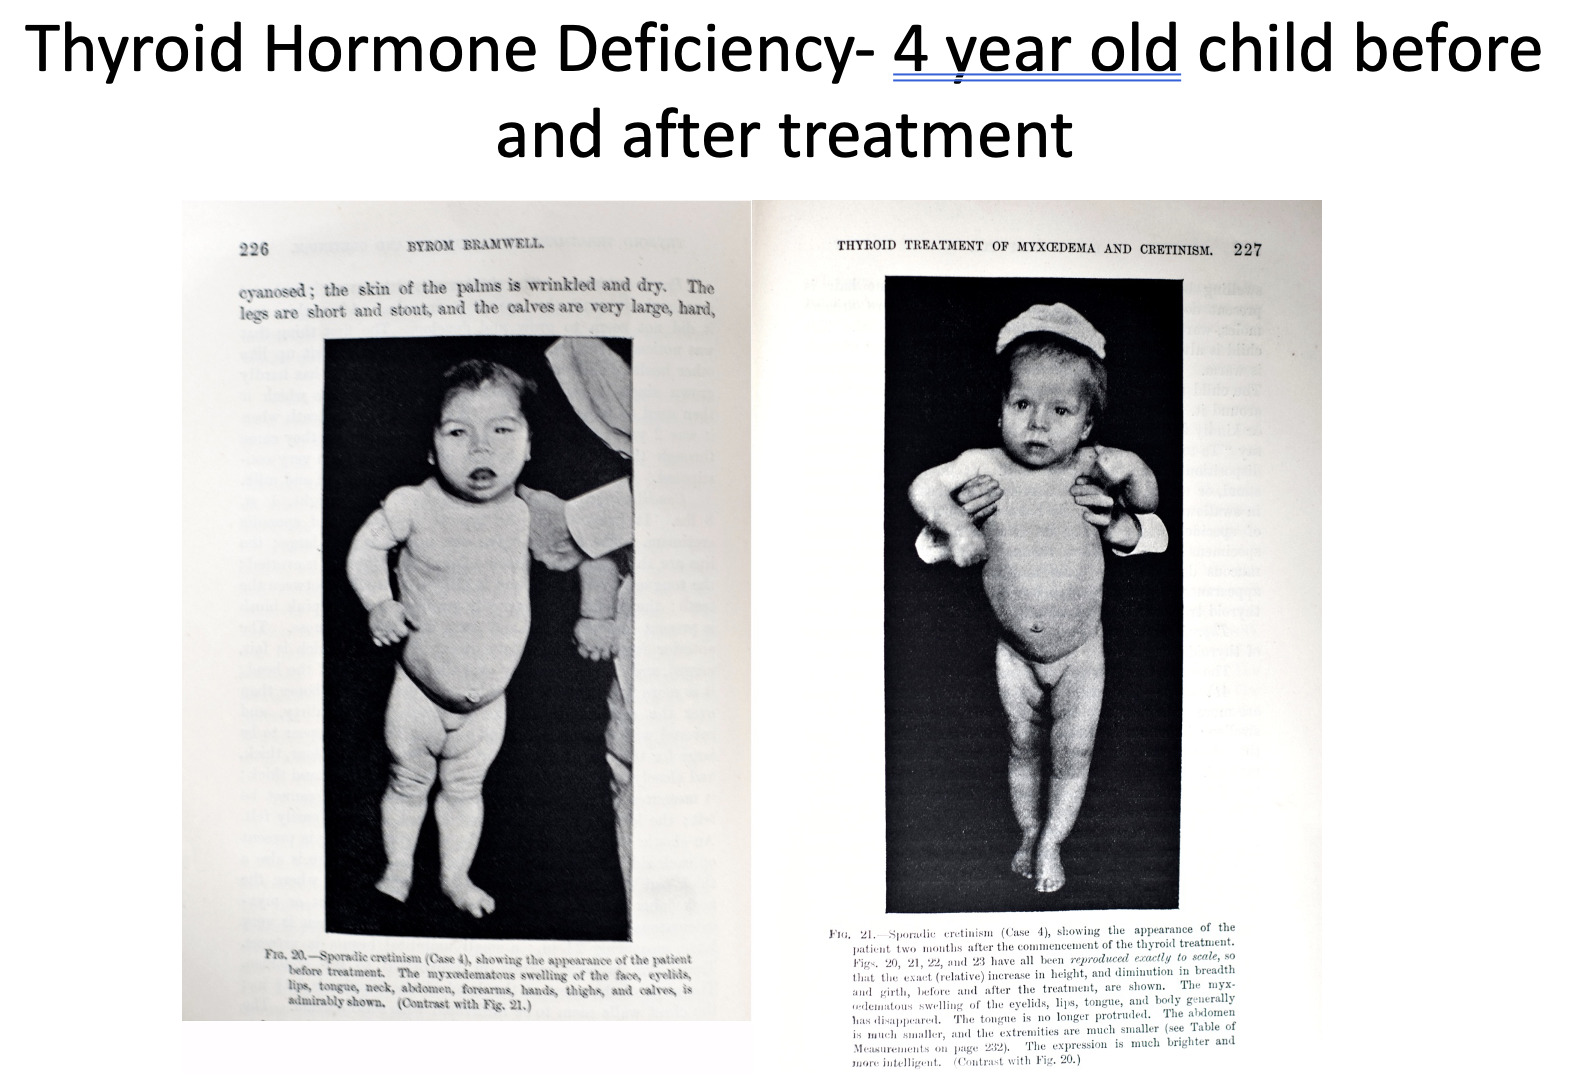 Thyroid Hormone Deficiency- 4 year old child before
and after treatment
226
BYROM BRAMWELL.
cyanosed; the skin of the palms is wrinkled and dry. The
legs are short and stout, and the calves are very large, hard,
FIG. 20.—Sporadic cretinism (Case 4), showing the appearance of the patient
before treatment. The myxœdematous swelling of the face, eyelids,
lips, tongue, neck, abdomen, forearms, hands, thighs, and calves, is
admirably shown. (Contrast with Fig. 21.)
THYROID TREATMENT OF MYXŒDEMA AND CRETINISM. 227
FIG. 21.—Sporadic cretinism (Case 4), showing the appearance of the
patient two months after the commencement of the thyroid treatment.
Figs. 20, 21, 22, and 23 have all been reproduced exactly to scale, so
that the exact (relative) increase in height, and diminution in breadth
and girth, before and after the treatment, are shown. The myx-
œdematous swelling of the eyelids, lips, tongue, and body generally
has disappeared. The tongue is no longer protruded. The abdomen
is much smaller, and the extremities are much smaller (see Table of
Measurements on page 232). The expression is much brighter and
more intelligent. (Contrast with Fig. 20.)